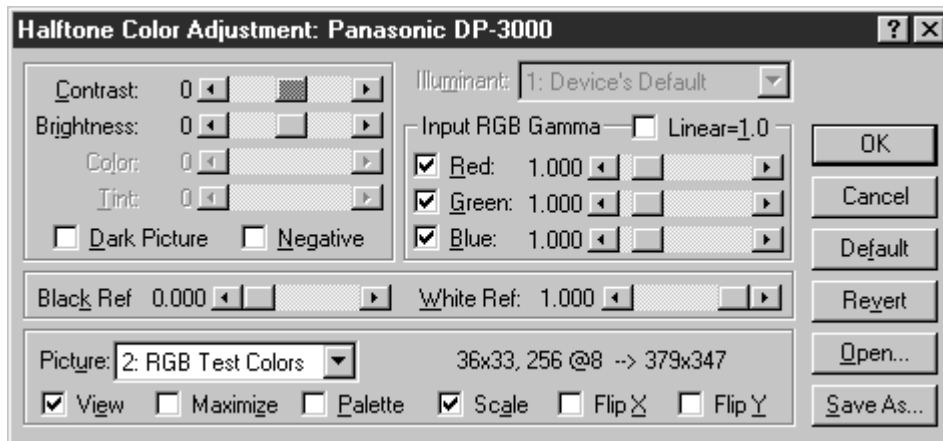 Halftone Color Adjustment: Panasonic DP-3000
Contrast: 0
Brightness: 0
Color: 0
Tint: 0
Dark Picture Negative
Illuminant: 1: Device's Default
Input RGB Gamma Linear=1.0
Red: 1.000
Green: 1.000
Blue: 1.000
Black Ref 0.000 White Ref: 1.000
Picture: 2: RGB Test Colors 36x33, 256 @8 --> 379x347
View Maximize Palette Scale Flip X Flip Y
OK
Cancel
Default
Revert
Open...
Save As...